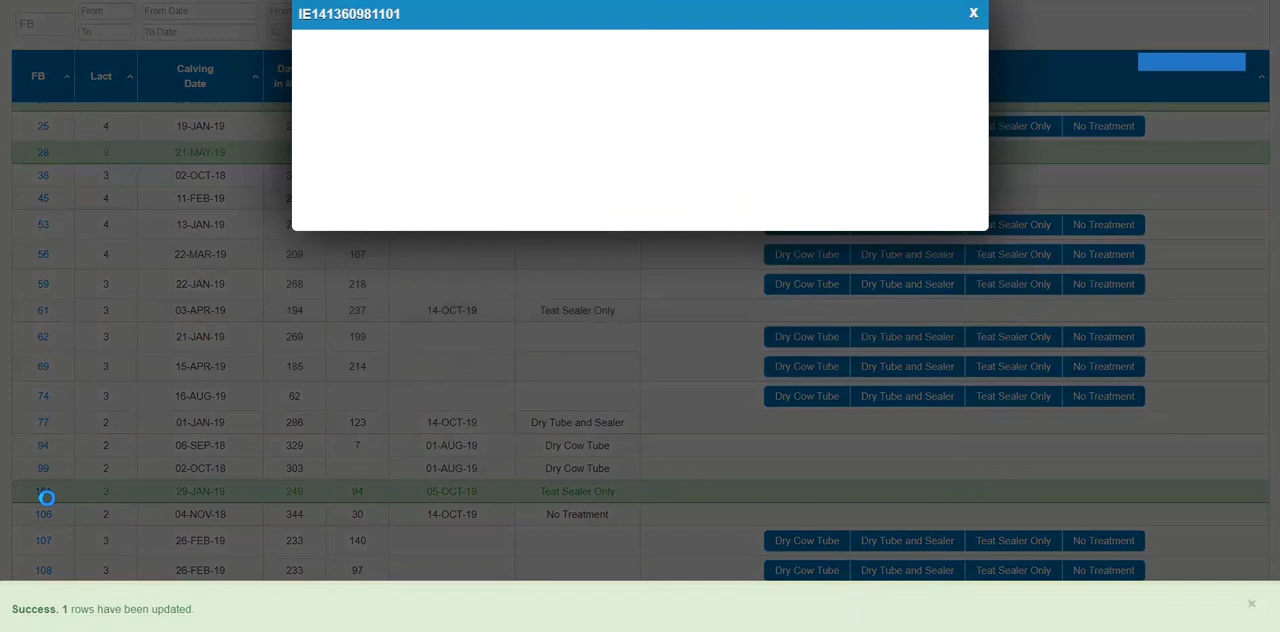 IE141360981101 X
FB From From Date From
To To Date To
FB Last Calving Date Day in M
25 4 19-JAN-19 2 at Sealer Only No Treatment
28 3 21-MAY-19
38 3 02-OCT-18 3
45 4 11-FEB-19 2
53 4 13-JAN-19 2 at Sealer Only No Treatment
56 4 22-MAR-19 209 167 Dry Cow Tube Dry Tube and Sealer Teat Sealer Only No Treatment
59 3 22-JAN-19 268 218 Dry Cow Tube Dry Tube and Sealer Teat Sealer Only No Treatment
61 3 03-APR-19 194 237 14-OCT-19 Teat Sealer Only
62 3 21-JAN-19 269 199 Dry Cow Tube Dry Tube and Sealer Teat Sealer Only No Treatment
69 3 15-APR-19 185 214 Dry Cow Tube Dry Tube and Sealer Teat Sealer Only No Treatment
74 3 16-AUG-19 62 Dry Cow Tube Dry Tube and Sealer Teat Sealer Only No Treatment
77 2 01-JAN-19 286 123 14-OCT-19 Dry Tube and Sealer
94 2 06-SEP-18 329 7 01-AUG-19 Dry Cow Tube
99 2 02-OCT-18 303 01-AUG-19 Dry Cow Tube
3 29-JAN-19 249 94 05-OCT-19 Teat Sealer Only
106 2 04-NOV-18 344 30 14-OCT-19 No Treatment
107 3 26-FEB-19 233 140 Dry Cow Tube Dry Tube and Sealer Teat Sealer Only No Treatment
108 3 26-FEB-19 233 97 Dry Cow Tube Dry Tube and Sealer Teat Sealer Only No Treatment
Success. 1 rows have been updated. ×